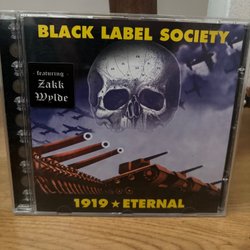 BLACK LABEL SOCIETY
featuring
Zakk
Wylde
1919 ★ ETERNAL